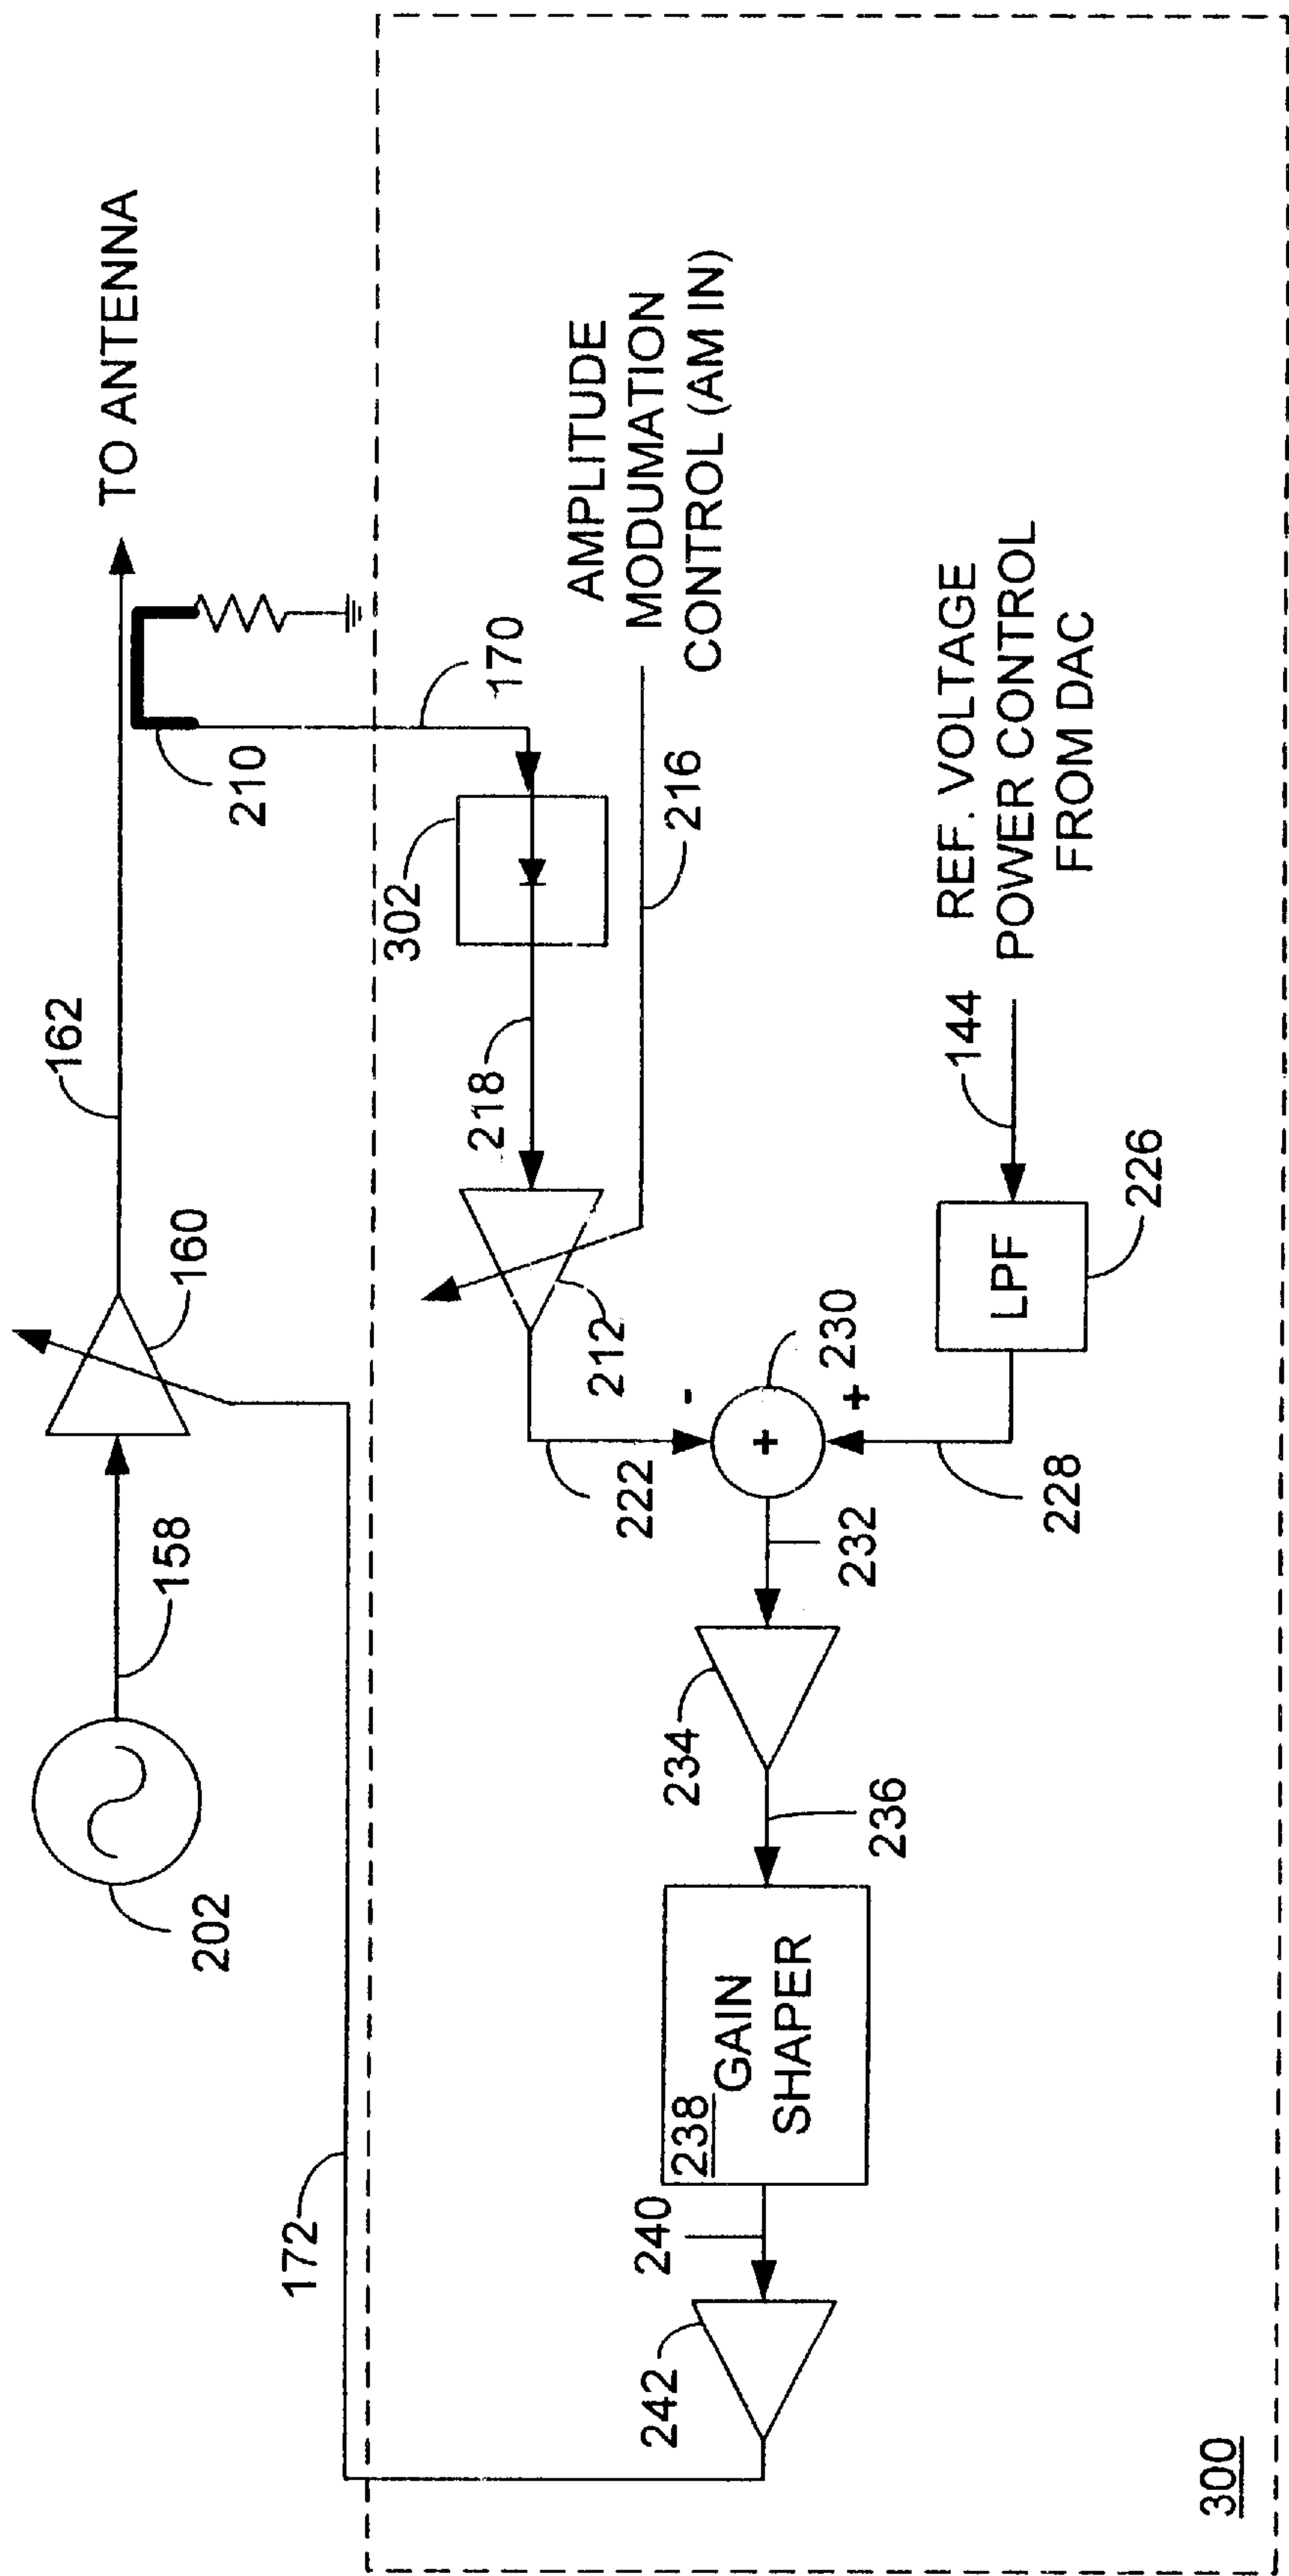 TO ANTENNA
162
160
158
202
210
170
172
302
218
AMPLITUDE
MODUMATION
CONTROL (AM IN)
216
212
222
230
-
+
+
228
232
234
236
238
GAIN
SHAPER
240
242
REF. VOLTAGE
POWER CONTROL
FROM DAC
144
LPF
226
300